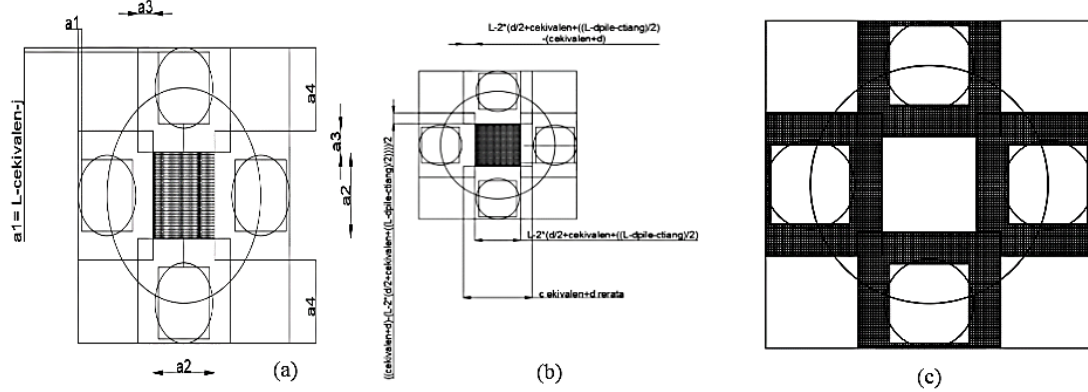 a1
a3
a1= L-cekivalen-j
a4
a3
a2
a4
a2
(a)
L-2*(d/2+cekivalen+((L-dpile-ctiang)/2)
-(cekivalen+d)
((cekivalen+d)-(L-2*(d/2+cekivalen+((L-dpile-ctiang)/2))))/2
L-2*(d/2+cekivalen+((L-dpile-ctiang)/2)
c ekivalen+d rerata
(b)
(c)